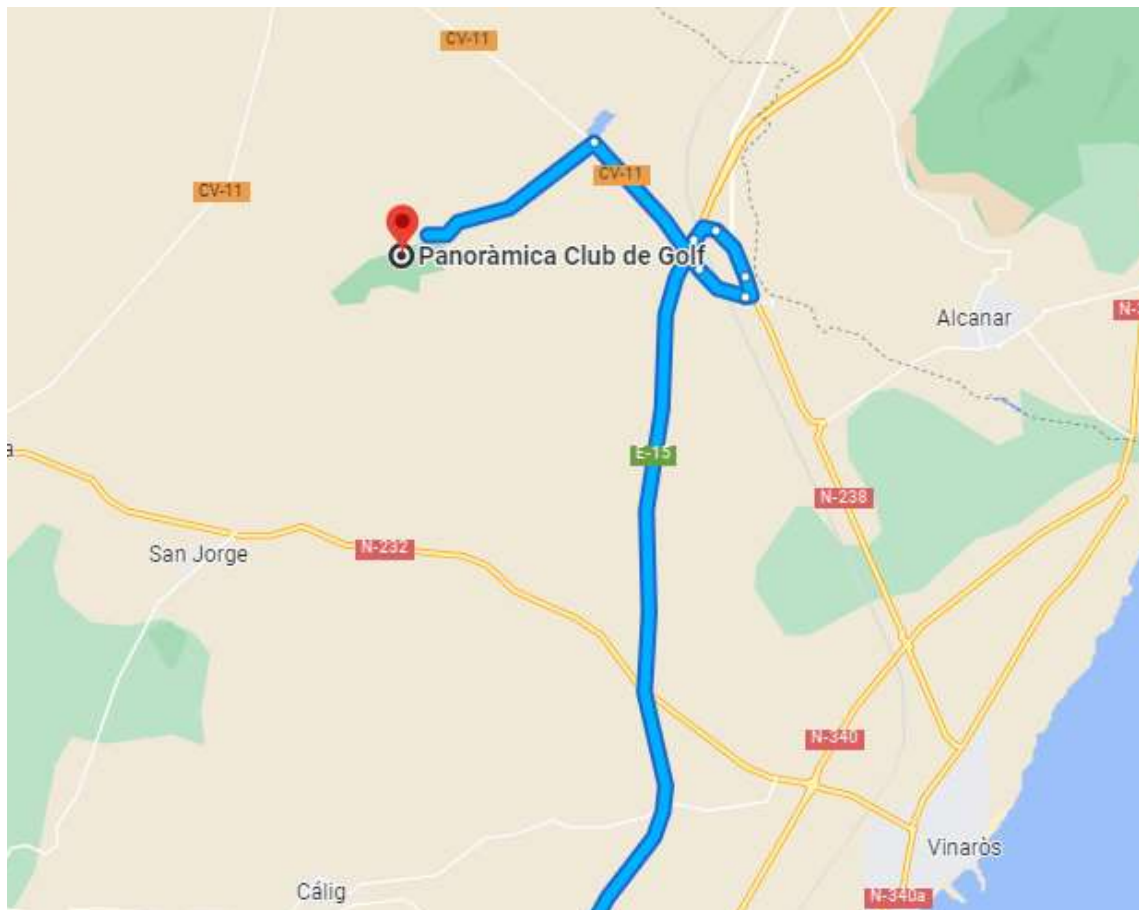 CV-11
CV-11
CV-11
Panoràmica Club de Golf
Alcanar
E-15
N-238
San Jorge
N-232
N-340
Vinaròs
Cálig
N-340a